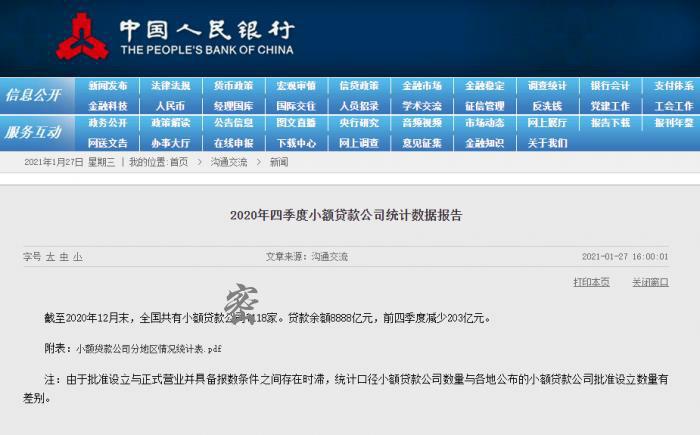 中国人民银行
THE PEOPLE'S BANK OF CHINA
信息公开
新闻发布 法律法规 货币政策 宏观审慎 信贷政策 金融市场 金融稳定 调查统计 银行会计 支付体系
金融科技 人民币 经理国库 国际交往 人员招录 学术交流 征信管理 反洗钱 党建工作 工会工作
服务互动
政务公开 政策解读 公告信息 图文直播 央行研究 音频视频 市场动态 网上展厅 报告下载 报刊年鉴
网送文告 办事大厅 在线申报 下载中心 网上调查 意见征集 金融知识 关于我们
2021年1月27日 星期三 | 我的位置:首页 > 沟通交流 > 新闻
2020年四季度小额贷款公司统计数据报告
字号 大 中 小 文章来源：沟通交流 2021-01-27 16:00:01
打印本页 关闭窗口
截至2020年12月末，全国共有小额贷款公司118家。贷款余额8888亿元，前四季度减少203亿元。
附表：小额贷款公司分地区情况统计表.pdf
注：由于批准设立与正式营业并具备报数条件之间存在时滞，统计口径小额贷款公司数量与各地公布的小额贷款公司批准设立数量有
差别。